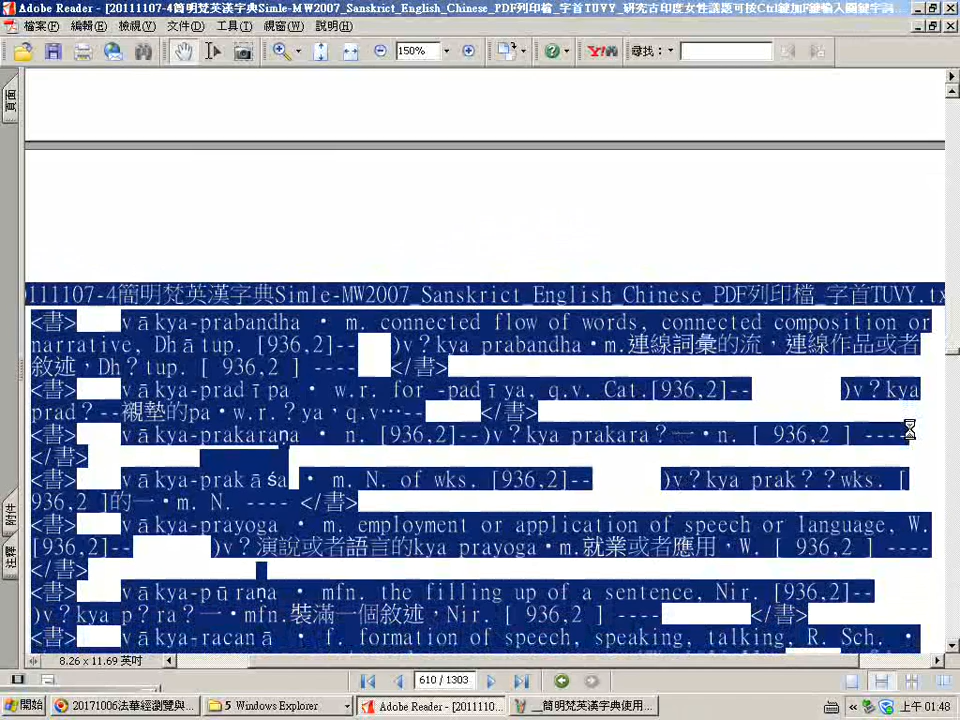 Adobe Reader - [20111107-4簡明梵英漢字典Simle-MW2007_Sanskrict_English_Chinese_PDF列印檔_字首TUVY_研究古印度女性議題可按Ctrl鍵加F鍵輸入關鍵字詞...
檔案(F) 編輯(E) 檢視(V) 文件(D) 工具(T) 視窗(W) 說明(H)
150% Y! 尋找:
頁面
附件
注釋
)111107-4簡明梵英漢字典Simle-MW2007_Sanskrict_English_Chinese_PDF列印檔_字首TUVY.tx
<書> vākya-prabandha • m. connected flow of words, connected composition or
narrative, Dhātup. [936,2]-- )v?kya prabandha•m.連線詞彙的流，連線作品或者
敘述，Dh?tup. [ 936,2 ] ---- </書>
<書> vākya-pradīpa • w.r. for -padīya, q.v. Cat.[936,2]-- )v?kya
prad?--襯墊的pa•w.r.?ya，q.v…-- </書>
<書> vākya-prakaraṇa • n. [936,2]--)v?kya prakara?一•n. [ 936,2 ] ----
</書>
<書> vākya-prakāśa • m. N. of wks. [936,2]-- )v?kya prak??wks. [
936,2 ]的一•m. N. ---- </書>
<書> vākya-prayoga • m. employment or application of speech or language, W.
[936,2]-- )v?演說或者語言的kya prayoga•m.就業或者應用，W. [ 936,2 ] ----
</書>
<書> vākya-pūraṇa • mfn. the filling up of a sentence, Nir. [936,2]--
)v?kya p?ra?一•mfn.裝滿一個敘述，Nir. [ 936,2 ] ---- </書>
<書> vākya-racanā • f. formation of speech, speaking, talking, R. Sch. •
8.26 x 11.69 英吋
610 / 1303
開始 20171006法華經瀏覽與... 5 Windows Explorer Adobe Reader - [2011110... __簡明梵英漢字典使用... 上午 01:48